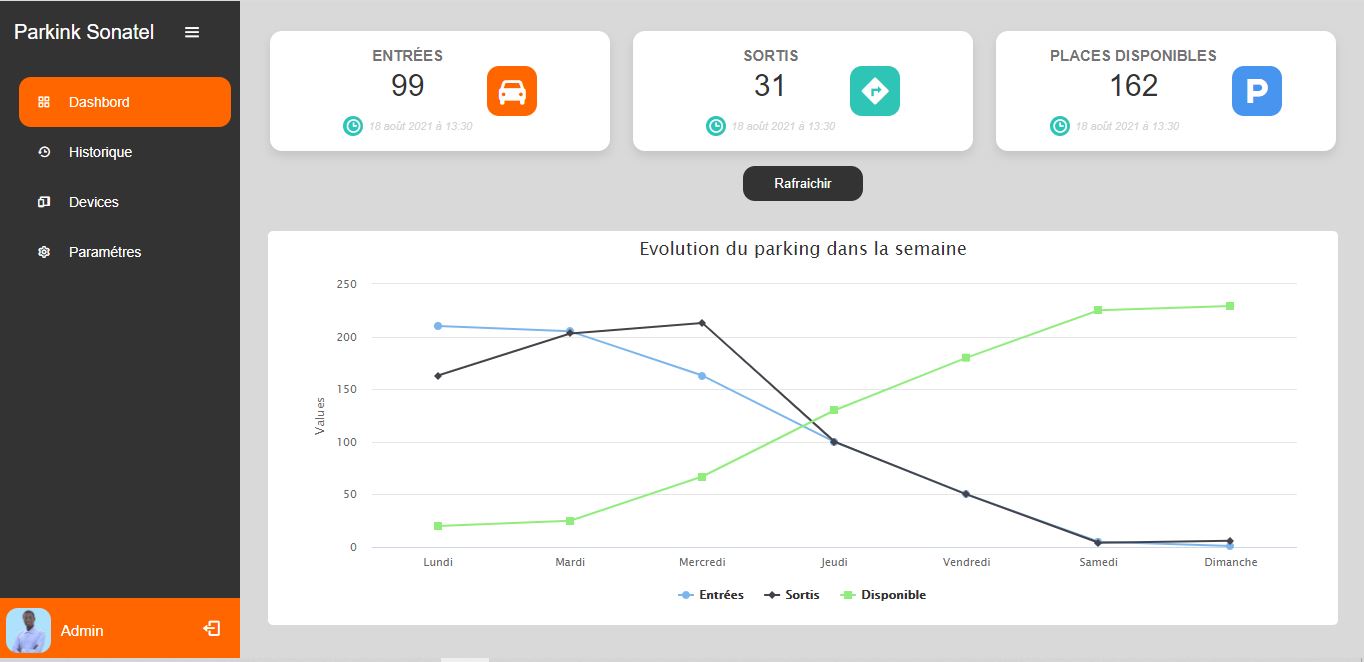 Parkink Sonatel
Dashbord
Historique
Devices
Paramétres
Admin
ENTRÉES
99
18 août 2021 à 13:30
SORTIS
31
18 août 2021 à 13:30
PLACES DISPONIBLES
162
P
18 août 2021 à 13:30
Rafraichir
Evolution du parking dans la semaine
Values
250
200
150
100
50
0
Lundi Mardi Mercredi Jeudi Vendredi Samedi Dimanche
Entrées Sortis Disponible